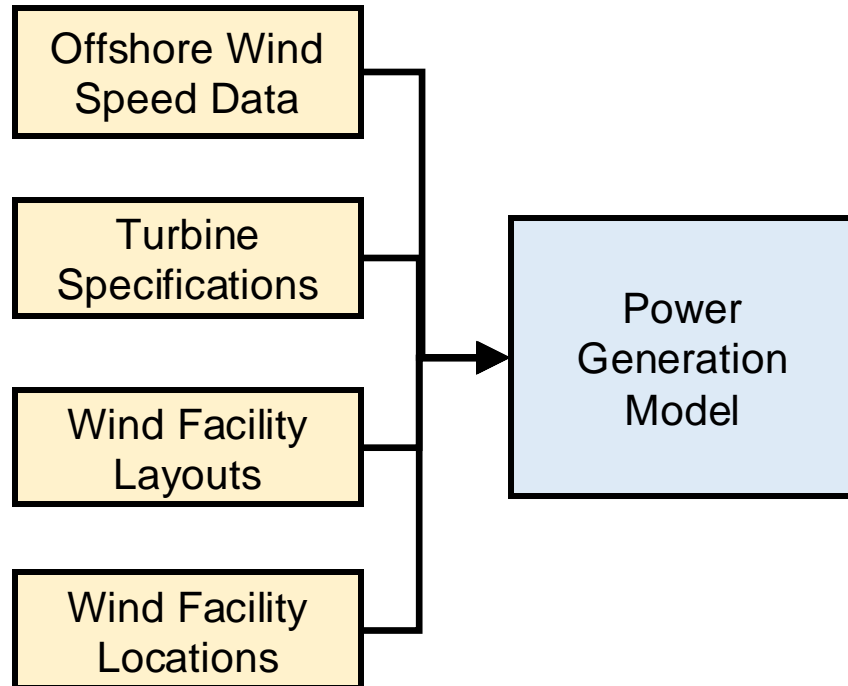 Offshore Wind
Speed Data
Turbine
Specifications
Wind Facility
Layouts
Wind Facility
Locations
Power
Generation
Model